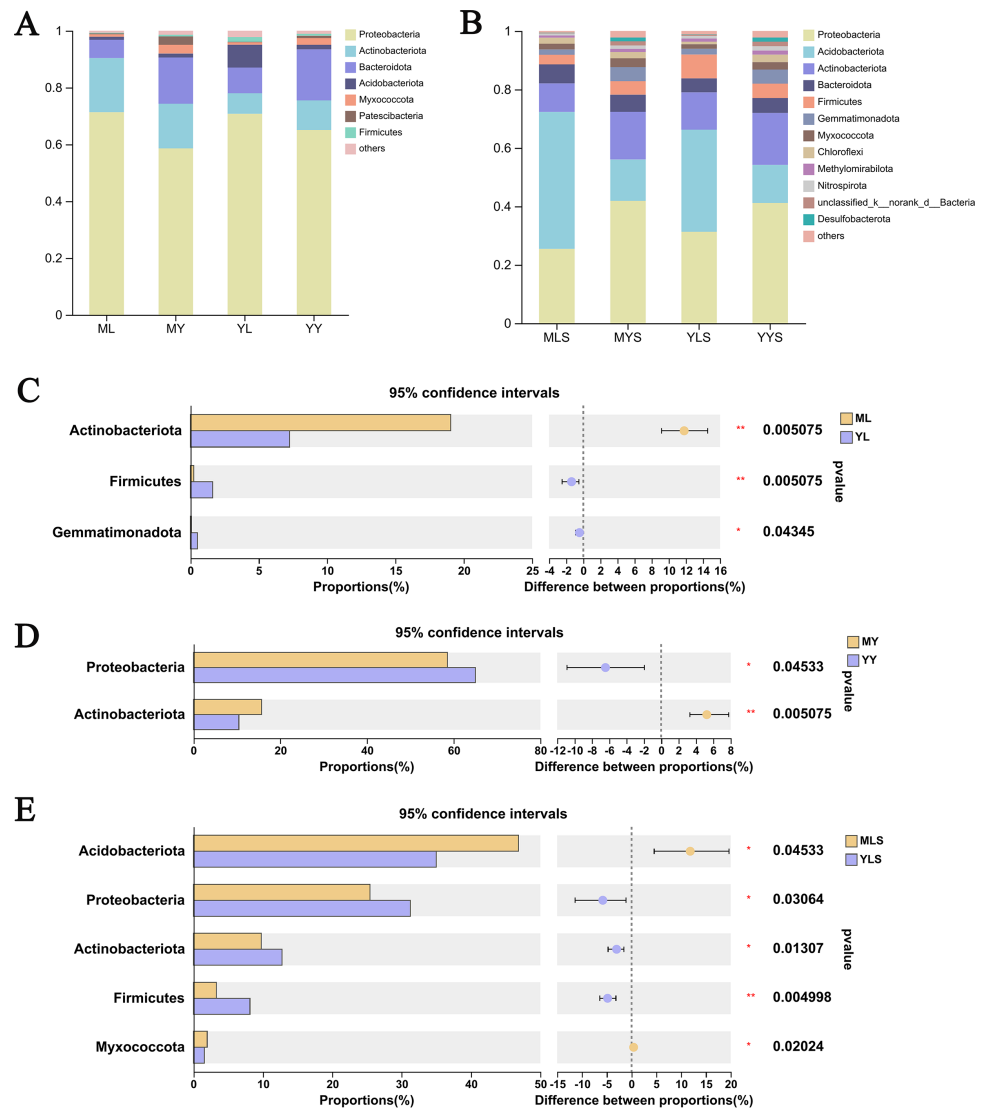 A
1
0.8
0.6
0.4
0.2
0
ML MY YL YY
Proteobacteria
Actinobacteriota
Bacteroidota
Acidobacteriota
Myxococcota
Patescibacteria
Firmicutes
others
B
1
0.8
0.6
0.4
0.2
0
MLS MYS YLS YYS
Proteobacteria
Acidobacteriota
Actinobacteriota
Bacteroidota
Firmicutes
Gemmatimonadota
Myxococcota
Chloroflexi
Methylomirabilota
Nitrospirota
unclassified_k__norank_d__Bacteria
Desulfobacterota
others
C
95% confidence intervals
Actinobacteriota ** 0.005075
Firmicutes ** 0.005075
Gemmatimonadota * 0.04345
ML
YL
pvalue
0 5 10 15 20 25 -4 -2 0 2 4 6 8 10 12 14 16
Proportions(%) Difference between proportions(%)
D
95% confidence intervals
Proteobacteria * 0.04533
Actinobacteriota ** 0.005075
MY
YY
pvalue
0 20 40 60 80 -12 -10 -8 -6 -4 -2 0 2 4 6 8
Proportions(%) Difference between proportions(%)
E
95% confidence intervals
Acidobacteriota * 0.04533
Proteobacteria * 0.03064
Actinobacteriota * 0.01307
Firmicutes ** 0.004998
Myxococcota * 0.02024
MLS
YLS
pvalue
0 10 20 30 40 50 -15 -10 -5 0 5 10 15 20
Proportions(%) Difference between proportions(%)